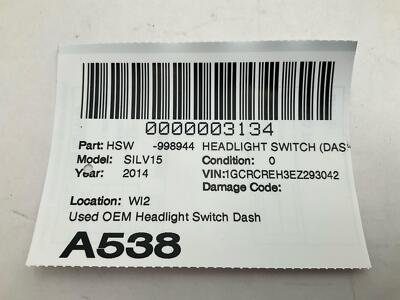 0000003134
Part: HSW -998944 HEADLIGHT SWITCH (DASH
Model: SILV15 Condition: 0
Year: 2014 VIN:1GCRCREH3EZ293042
Damage Code:
Location: WI2
Used OEM Headlight Switch Dash
A538